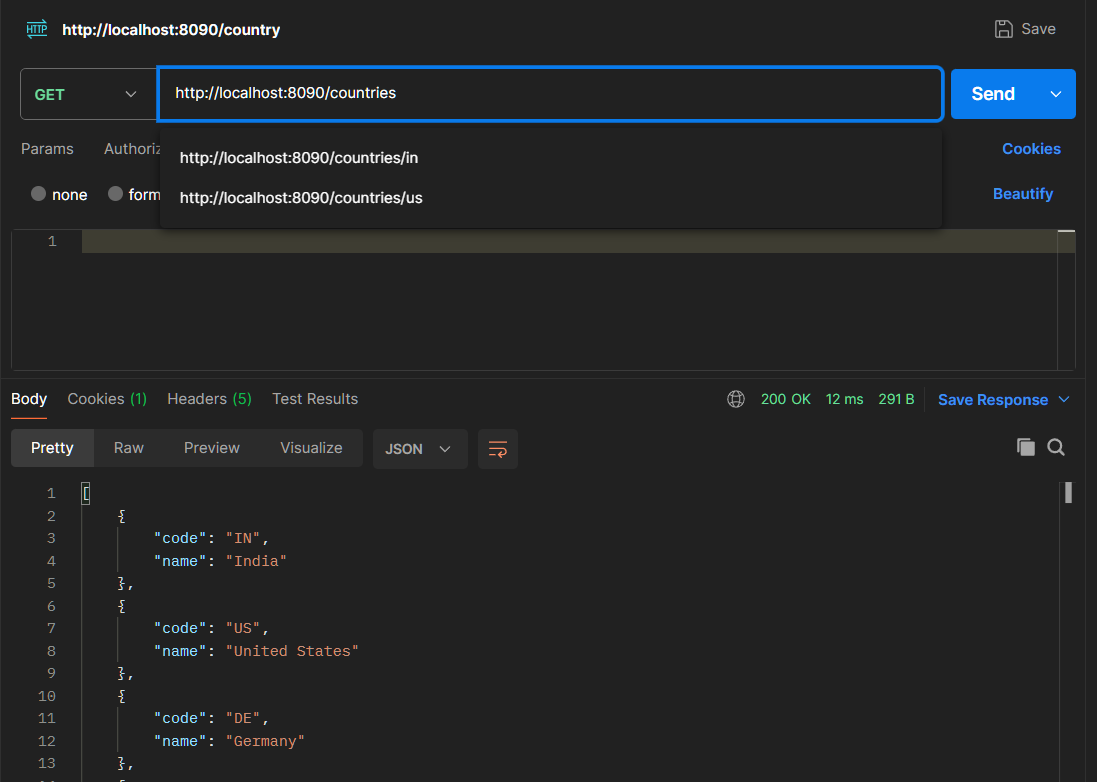 HTTP http://localhost:8090/country Save
GET http://localhost:8090/countries Send
Params Authoriz Cookies
http://localhost:8090/countries/in
none form Beautify
http://localhost:8090/countries/us
1
Body Cookies (1) Headers (5) Test Results 200 OK 12 ms 291 B Save Response
Pretty Raw Preview Visualize JSON
1 [
2 {
3 "code": "IN",
4 "name": "India"
5 },
6 {
7 "code": "US",
8 "name": "United States"
9 },
10 {
11 "code": "DE",
12 "name": "Germany"
13 },